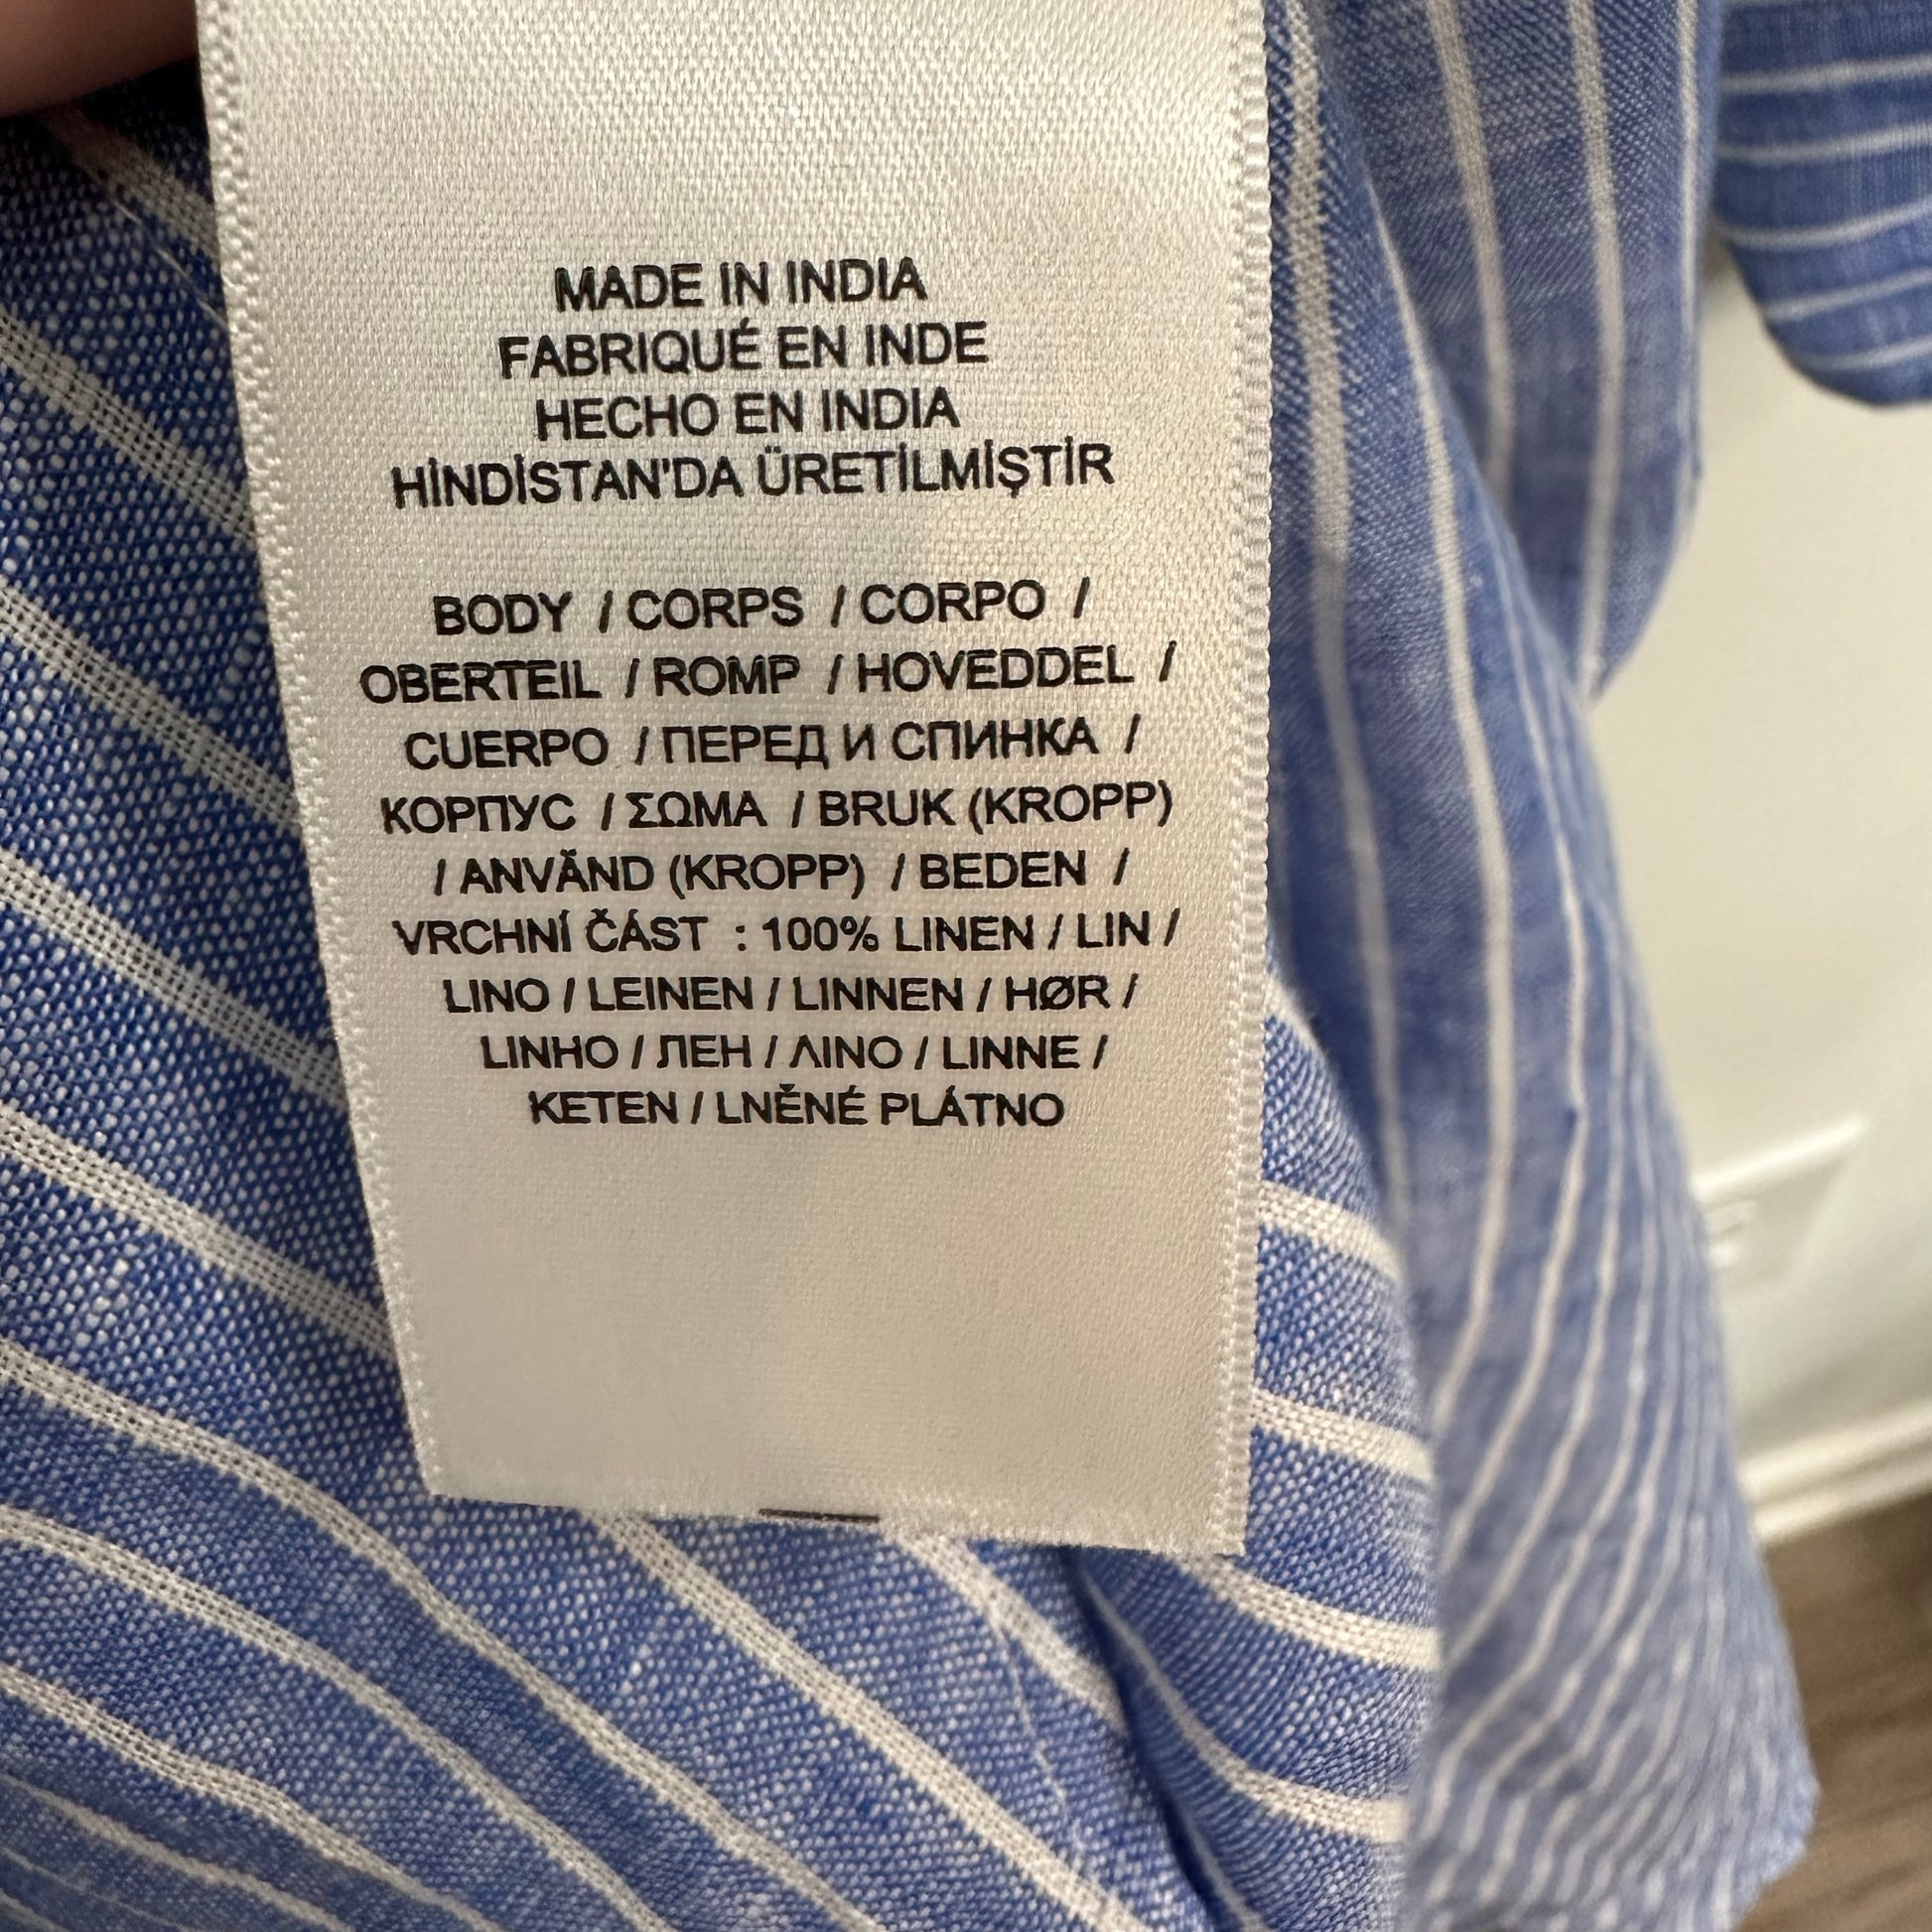 MADE IN INDIA
FABRIQUÉ EN INDE
HECHO EN INDIA
HİNDİSTAN'DA ÜRETİLMİŞTİR
BODY / CORPS / CORPO /
OBERTEIL / ROMP / HOVEDDEL /
CUERPO / ПЕРЕД И СПИНКА /
КОРПУС / ΣΩΜΑ / BRUK (KROPP)
/ ANVÄND (KROPP) / BEDEN /
VRCHNÍ ČÁST : 100% LINEN / LIN /
LINO / LEINEN / LINNEN / HØR /
LINHO / ЛЕН / ΛΙΝΟ / LINNE /
KETEN / LNĚNÉ PLÁTNO